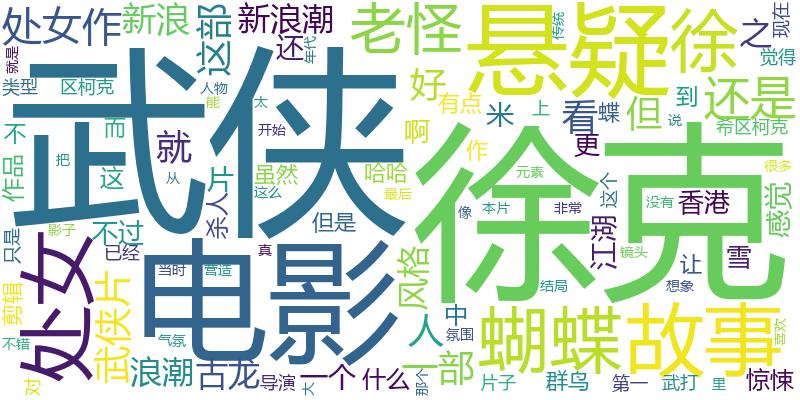 处女作
新浪
新浪潮
这部
还
老怪
悬疑
徐
之
现在
传统
年代
就是
类型
区柯克
人物
武侠
好
有点
啊
米
上
蝶
看
但
到
还是
觉得
说
希区柯克
不
而
能
太
开始
就
作
更
作品
这
把
从
虽然
片
哈哈
这么
最后
徐克
元素
这个
没有
很多
像
本片
非常
香港
感觉
只是
影子
不过
已经
杀人
但是
电影
风格
江湖
镜头
让
雪
想象
处女
当时
营造
真
结局
剪辑
武侠片
气氛
人
中
氛围
蝴蝶
故事
喜欢
不错
对
浪潮
古龙
导演
一个
大
什么
那个
一部
片子
群鸟
第一
武打
里
惊悚